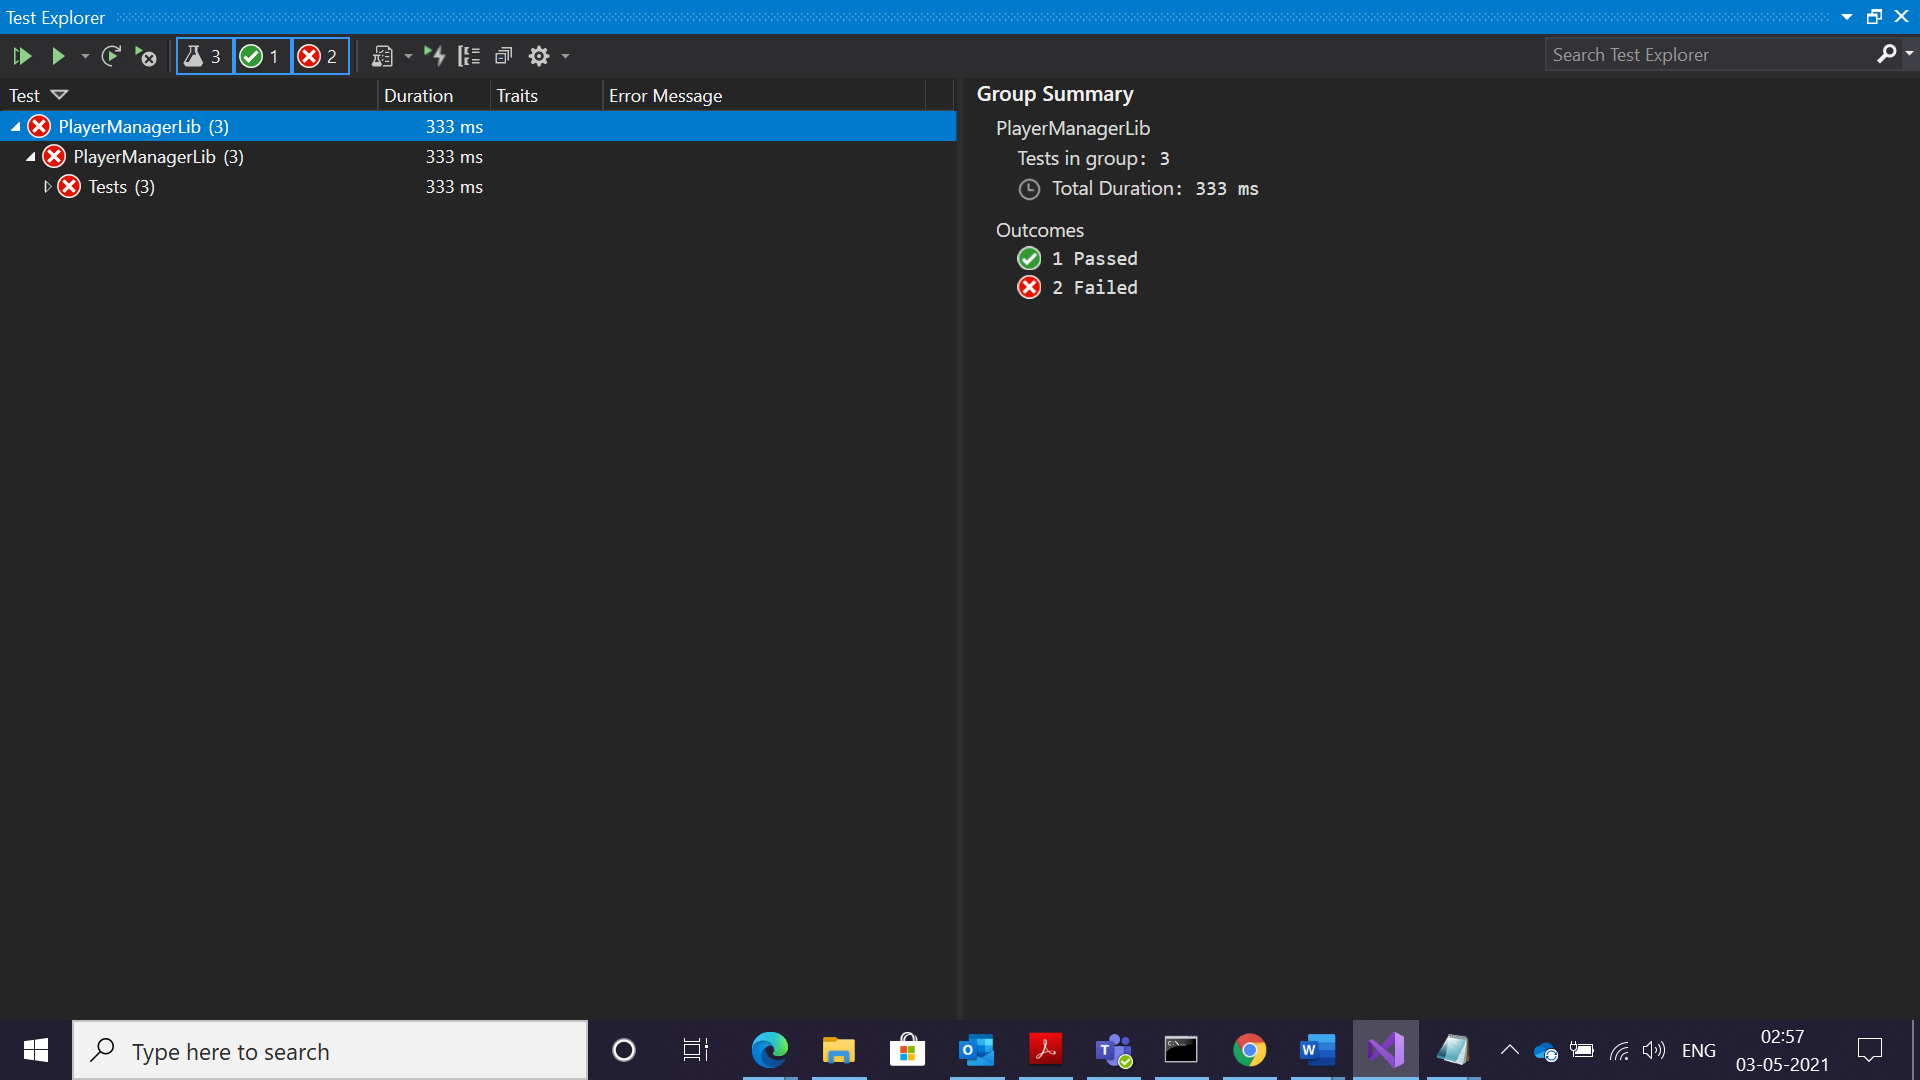 Test Explorer
3 1 2
Search Test Explorer
Test Duration Traits Error Message
PlayerManagerLib (3) 333 ms
PlayerManagerLib (3) 333 ms
Tests (3) 333 ms
Group Summary
PlayerManagerLib
Tests in group: 3
Total Duration: 333 ms
Outcomes
1 Passed
2 Failed
Type here to search
ENG
02:57
03-05-2021